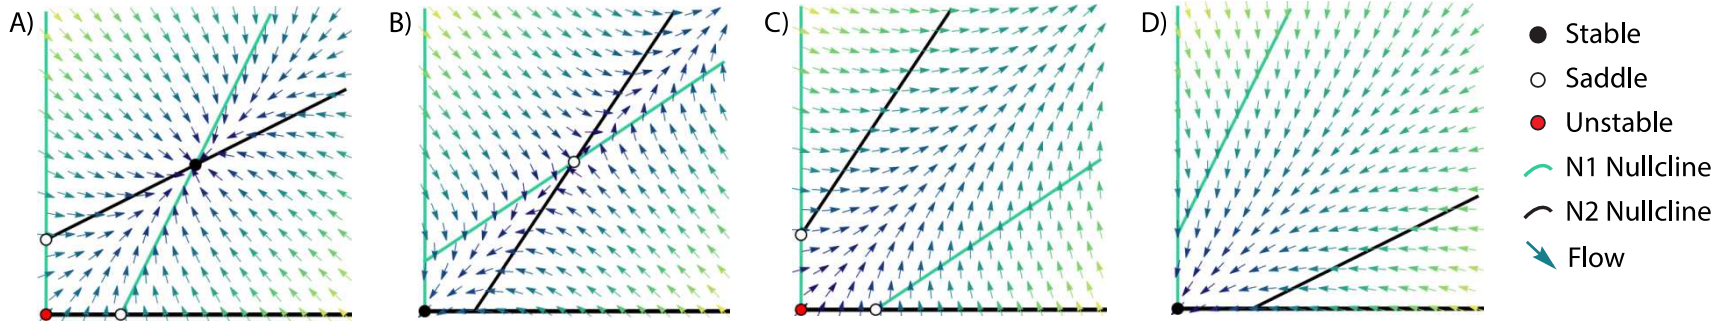 A)
B)
C)
D)
Stable
Saddle
Unstable
N1 Nullcline
N2 Nullcline
Flow